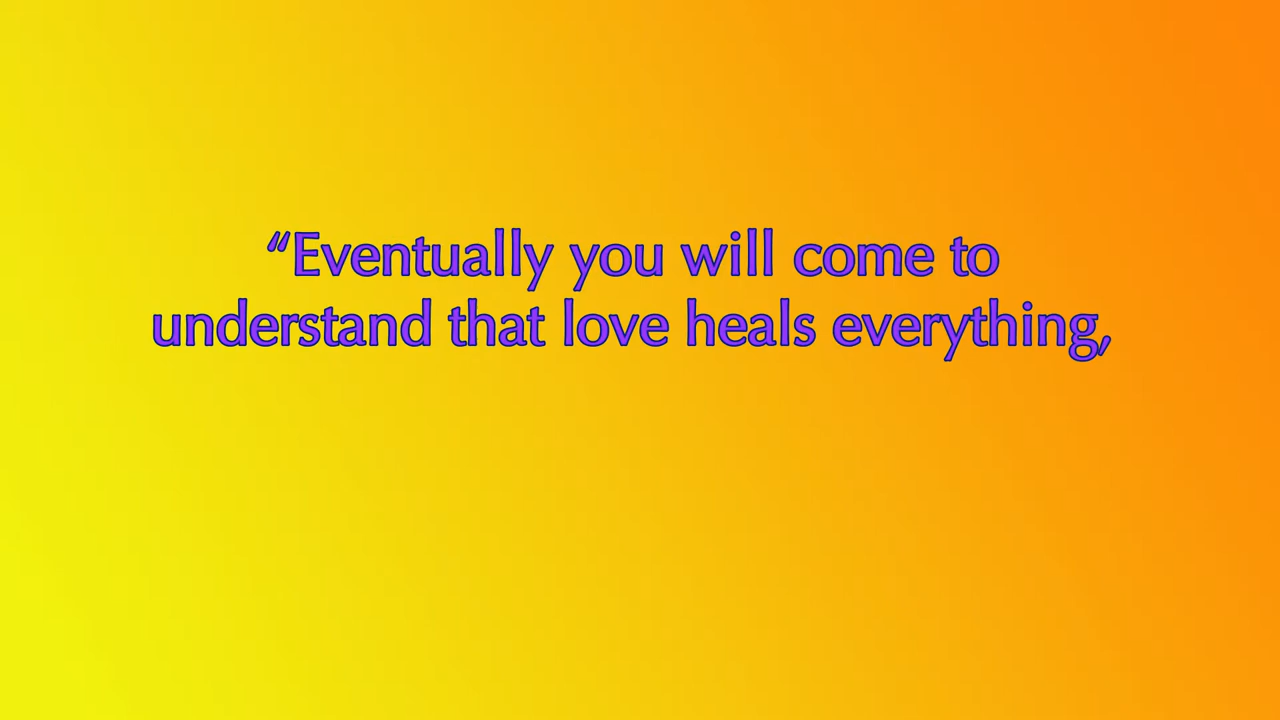 “Eventually you will come to
understand that love heals everything,